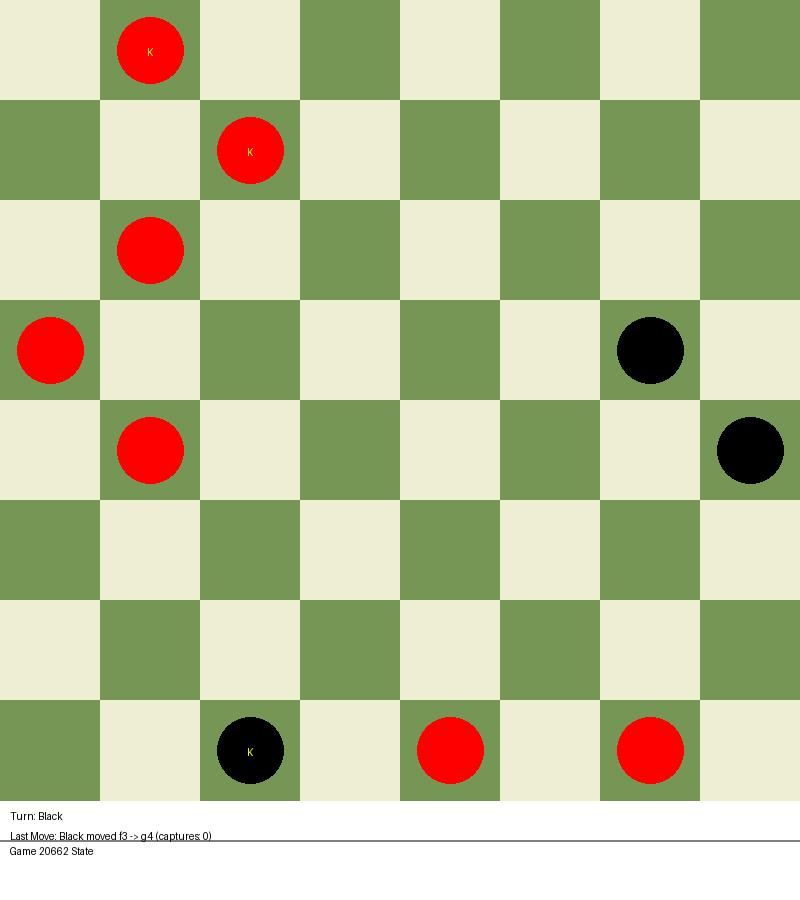 K
K
K
Turn: Black
Last Move: Black moved f3 -> g4 (captures: 0)
Game 20662 State